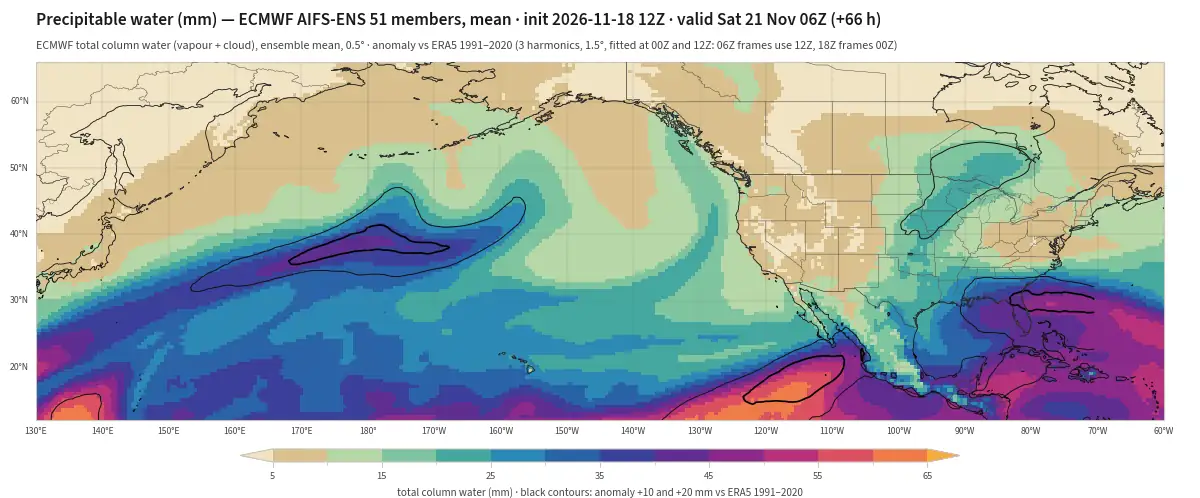 Precipitable water (mm) — ECMWF AIFS-ENS 51 members, mean · init 2026-11-18 12Z · valid Sat 21 Nov 06Z (+66 h)
ECMWF total column water (vapour + cloud), ensemble mean, 0.5° · anomaly vs ERA5 1991–2020 (3 harmonics, 1.5°, fitted at 00Z and 12Z: 06Z frames use 12Z, 18Z frames 00Z)
60°N
50°N
40°N
30°N
20°N
130°E 140°E 150°E 160°E 170°E 180° 170°W 160°W 150°W 140°W 130°W 120°W 110°W 100°W 90°W 80°W 70°W 60°W
5 15 25 35 45 55 65
total column water (mm) · black contours: anomaly +10 and +20 mm vs ERA5 1991–2020